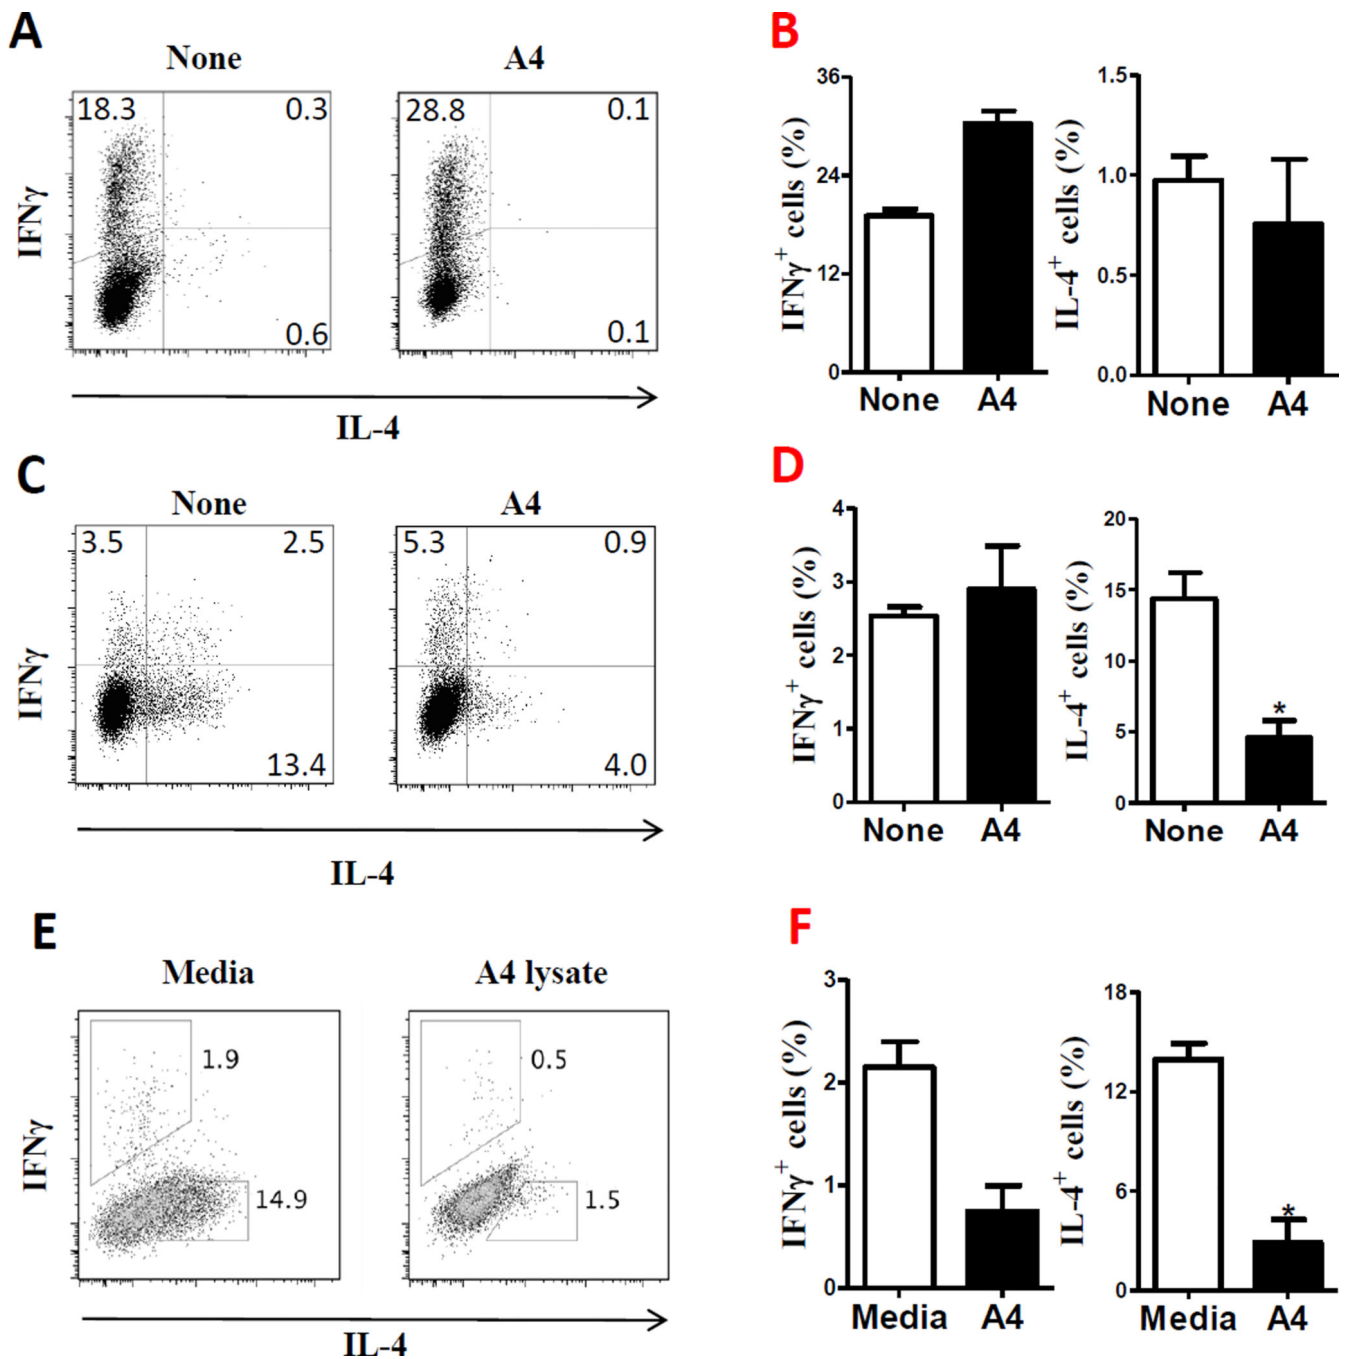 A
None
A4
18.3
0.3
28.8
0.1
IFNγ
0.6
0.1
IL-4
B
IFNγ+ cells (%)
36
24
12
0
None
A4
IL-4+ cells (%)
1.5
1.0
0.5
0.0
None
A4
C
None
A4
3.5
2.5
5.3
0.9
IFNγ
13.4
4.0
IL-4
D
IFNγ+ cells (%)
4
3
2
1
0
None
A4
IL-4+ cells (%)
20
15
10
5
0
*
None
A4
E
Media
A4 lysate
1.9
0.5
IFNγ
14.9
1.5
IL-4
F
IFNγ+ cells (%)
3
2
1
0
Media
A4
IL-4+ cells (%)
18
12
6
0
*
Media
A4